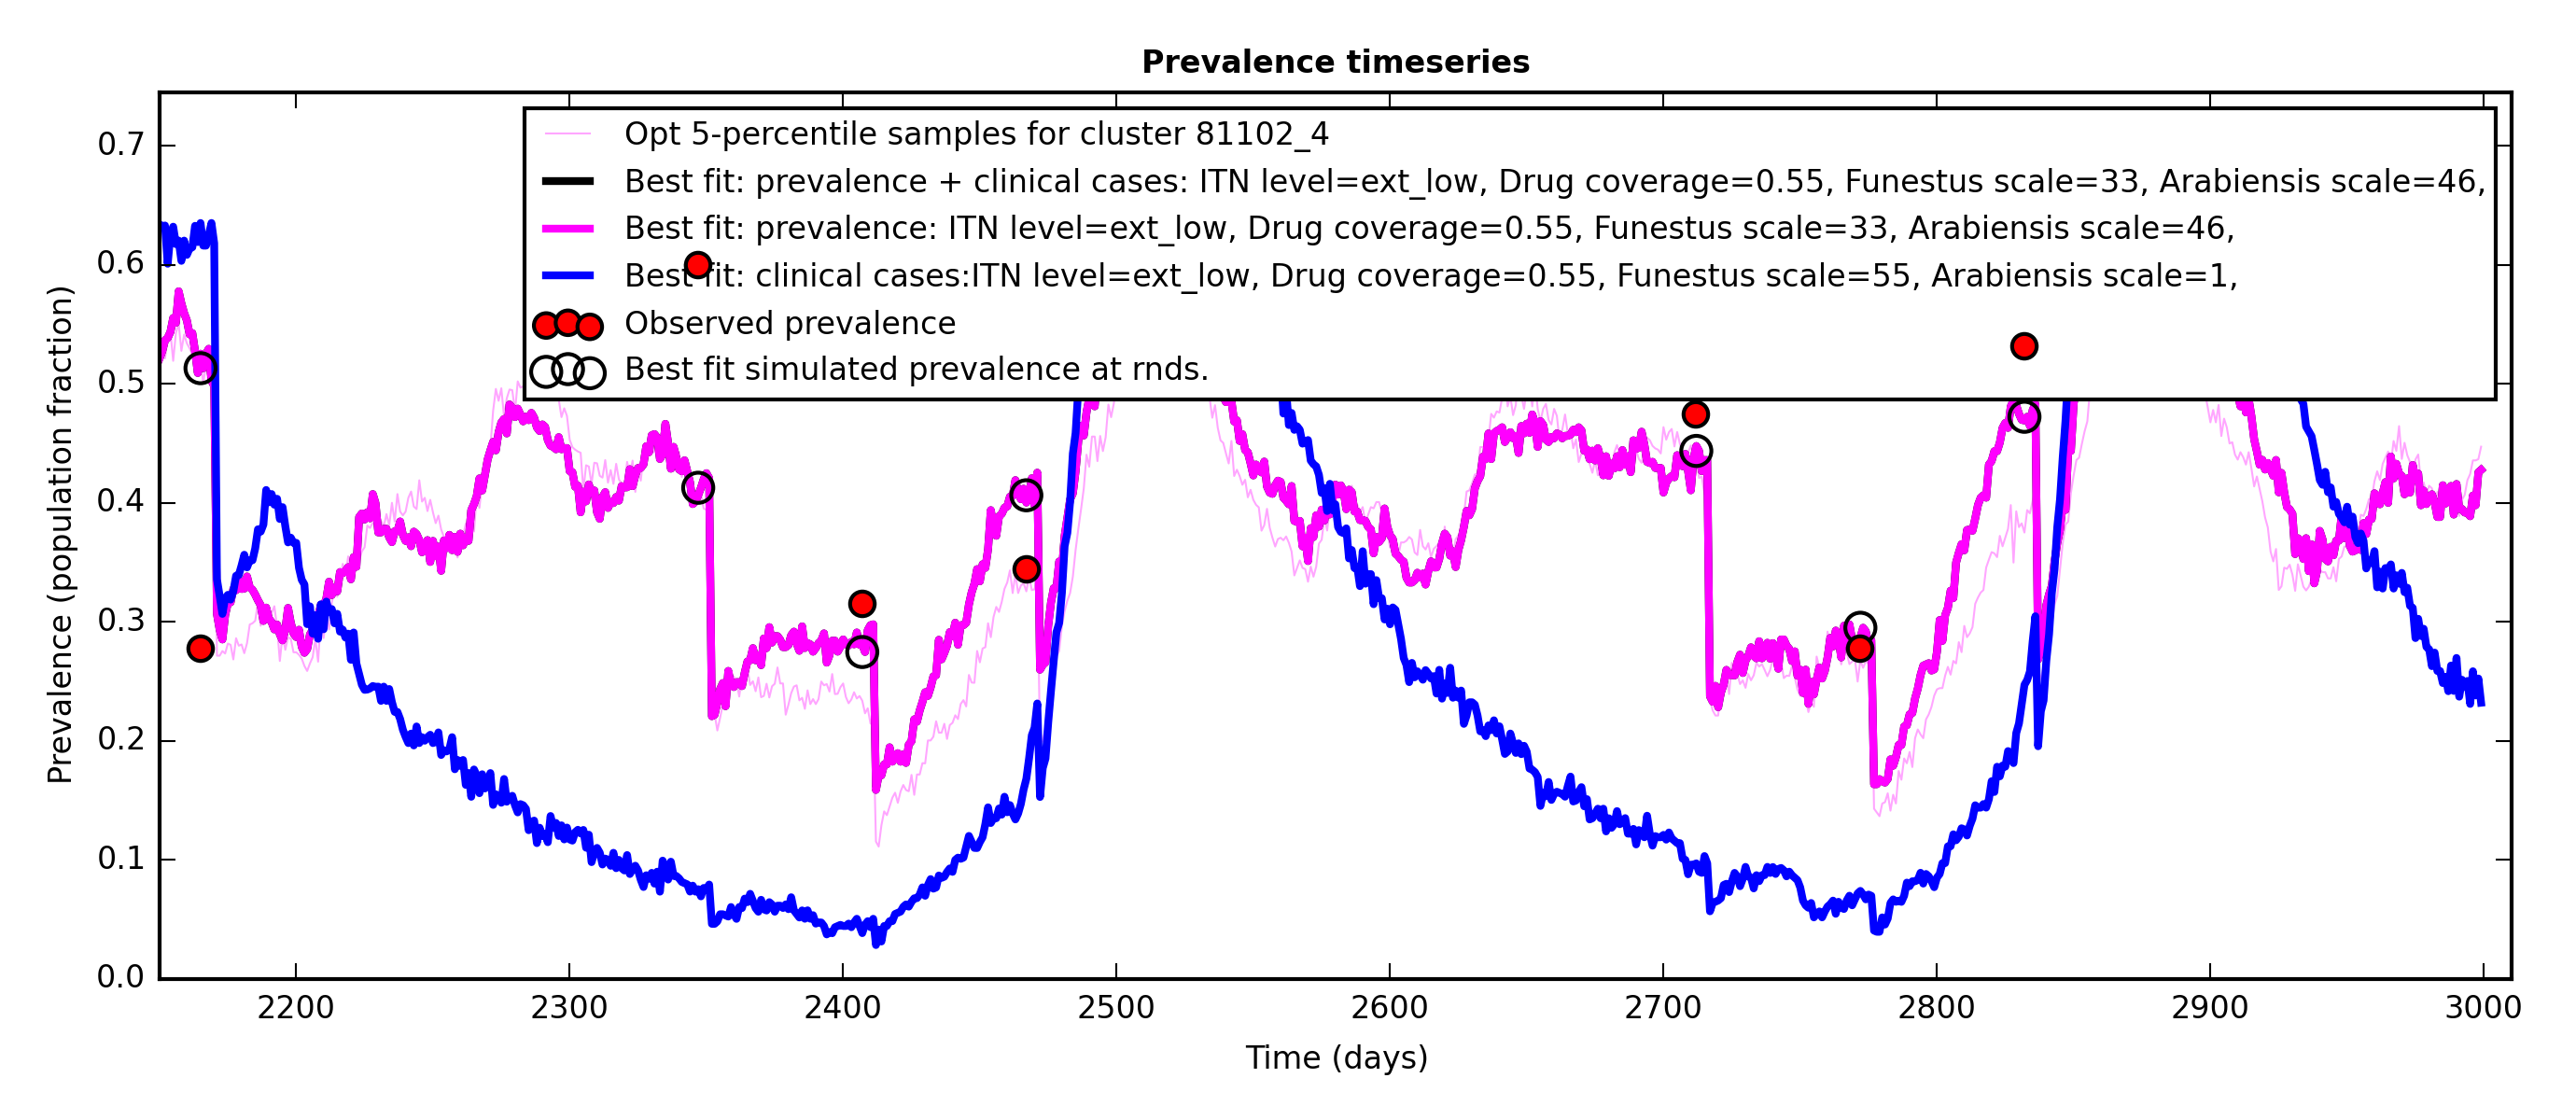 Prevalence timeseries
Opt 5-percentile samples for cluster 81102_4
Best fit: prevalence + clinical cases: ITN level=ext_low, Drug coverage=0.55, Funestus scale=33, Arabiensis scale=46,
Best fit: prevalence: ITN level=ext_low, Drug coverage=0.55, Funestus scale=33, Arabiensis scale=46,
Best fit: clinical cases:ITN level=ext_low, Drug coverage=0.55, Funestus scale=55, Arabiensis scale=1,
Observed prevalence
Best fit simulated prevalence at rnds.
Prevalence (population fraction)
0.7
0.6
0.5
0.4
0.3
0.2
0.1
0.0
2200 2300 2400 2500 2600 2700 2800 2900 3000
Time (days)